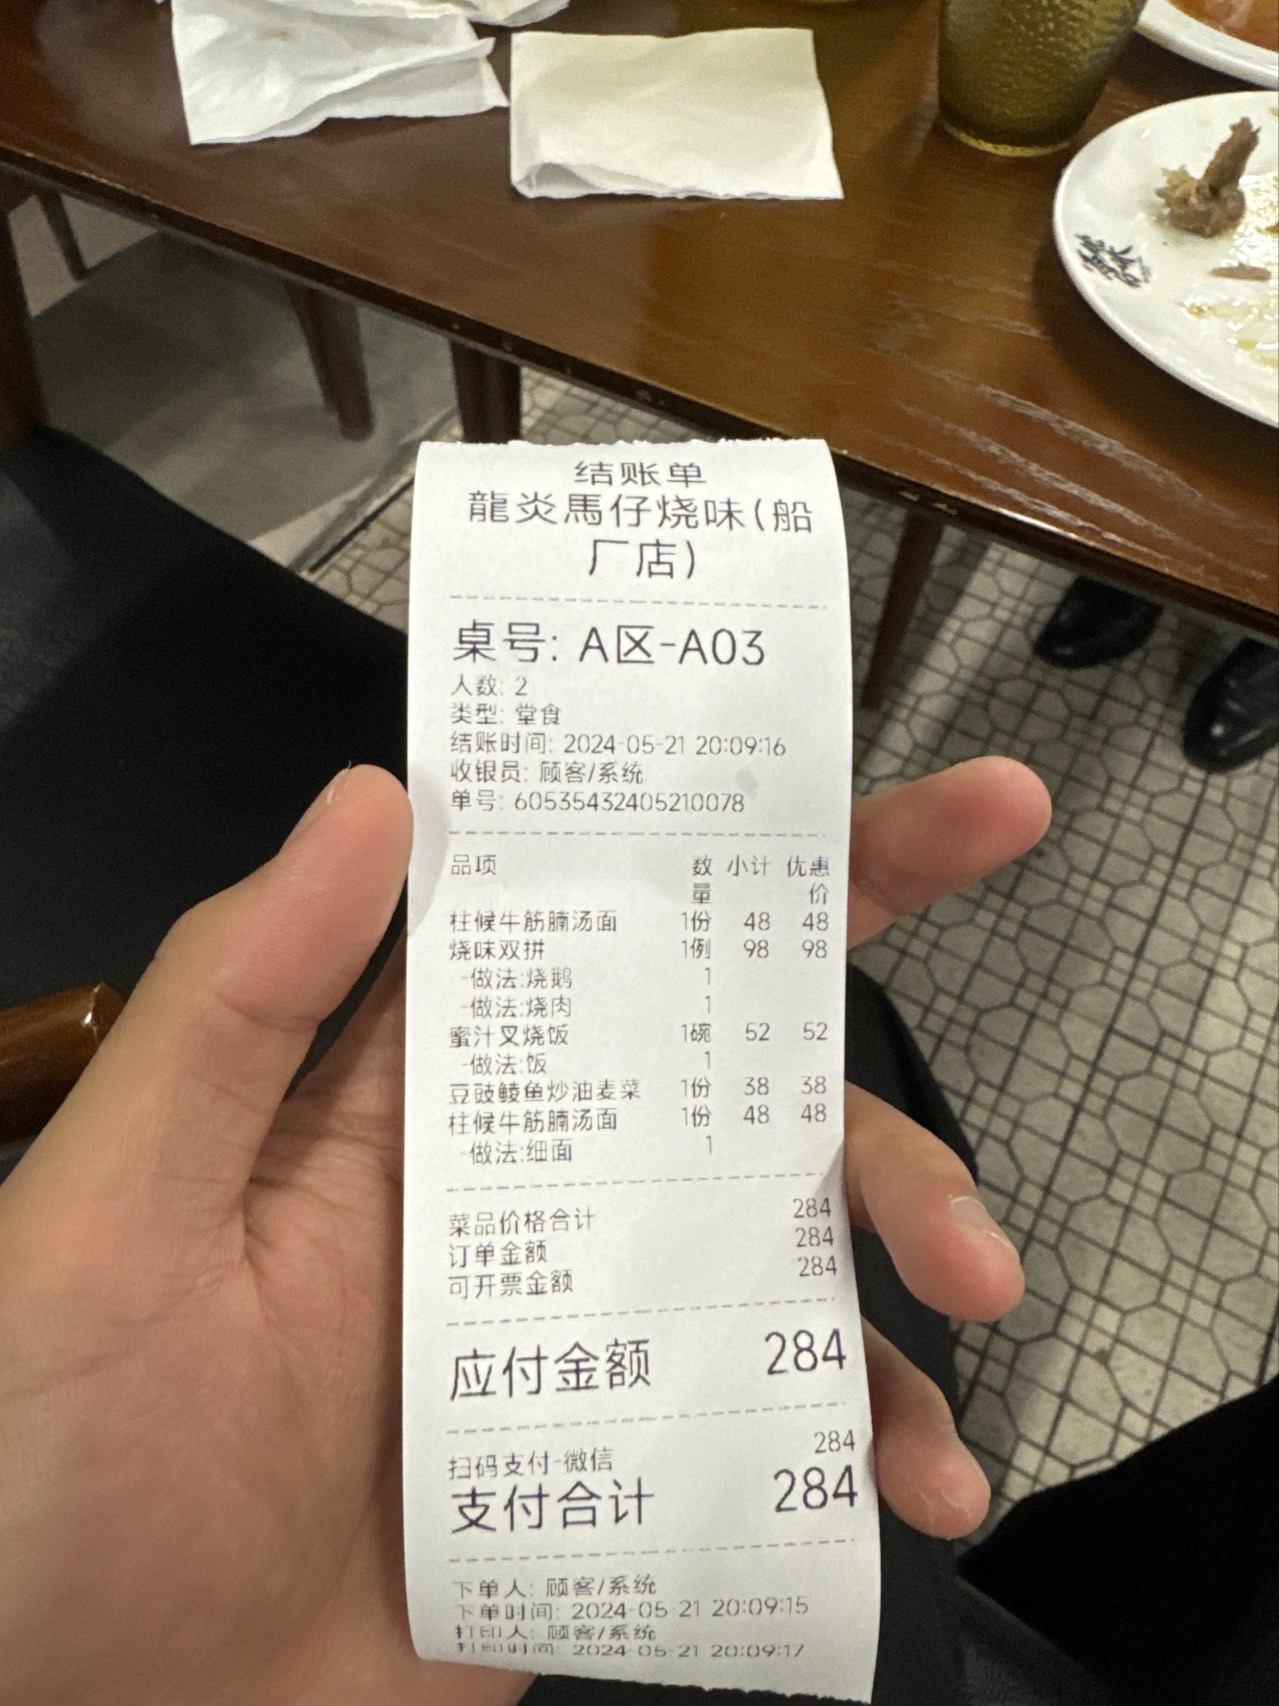 结账单
龍炎馬仔烧味(船
厂店)
桌号: A区-A03
人数: 2
类型: 堂食
结账时间: 2024-05-21 20:09:16
收银员: 顾客/系统
单号: 60535432405210078
品项 数 小计 优惠
量 价
柱候牛筋腩汤面 1份 48 48
烧味双拼 1例 98 98
-做法:烧鹅 1
-做法:烧肉 1
蜜汁叉烧饭 1碗 52 52
-做法:饭 1
豆豉鲮鱼炒油麦菜 1份 38 38
柱候牛筋腩汤面 1份 48 48
-做法:细面 1
菜品价格合计 284
订单金额 284
可开票金额 284
应付金额 284
扫码支付-微信 284
支付合计 284
下单人: 顾客/系统
下单时间: 2024-05-21 20:09:15
打印人: 顾客/系统
打印时间: 2024-05-21 20:09:17